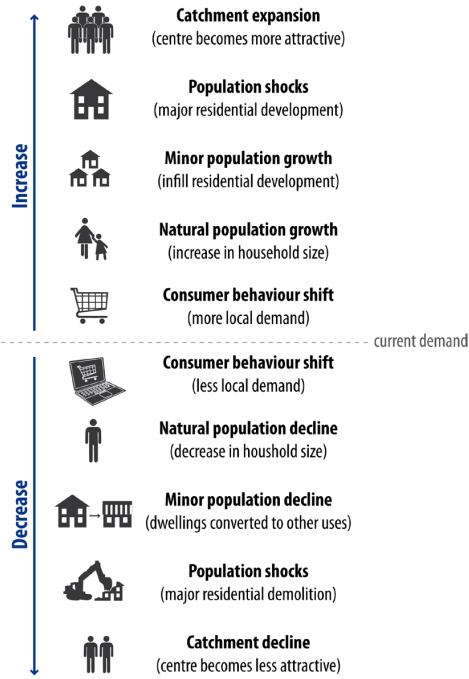 Catchment expansion
(centre becomes more attractive)
Population shocks
(major residential development)
Minor population growth
(infill residential development)
Natural population growth
(increase in household size)
Consumer behaviour shift
(more local demand)
Increase
current demand
Consumer behaviour shift
(less local demand)
Natural population decline
(decrease in houshold size)
Minor population decline
(dwellings converted to other uses)
Population shocks
(major residential demolition)
Catchment decline
(centre becomes less attractive)
Decrease